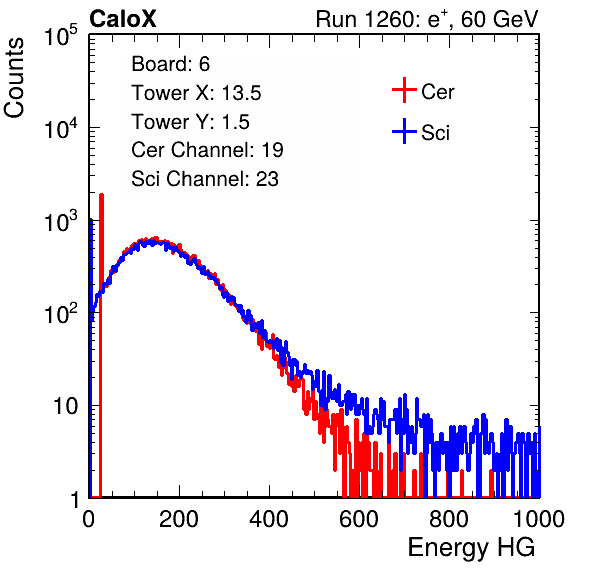 CaloX Run 1260: e⁺, 60 GeV
Counts
10⁵
10⁴
10³
10²
10
1
Board: 6
Tower X: 13.5
Tower Y: 1.5
Cer Channel: 19
Sci Channel: 23
Cer
Sci
0 200 400 600 800 1000
Energy HG